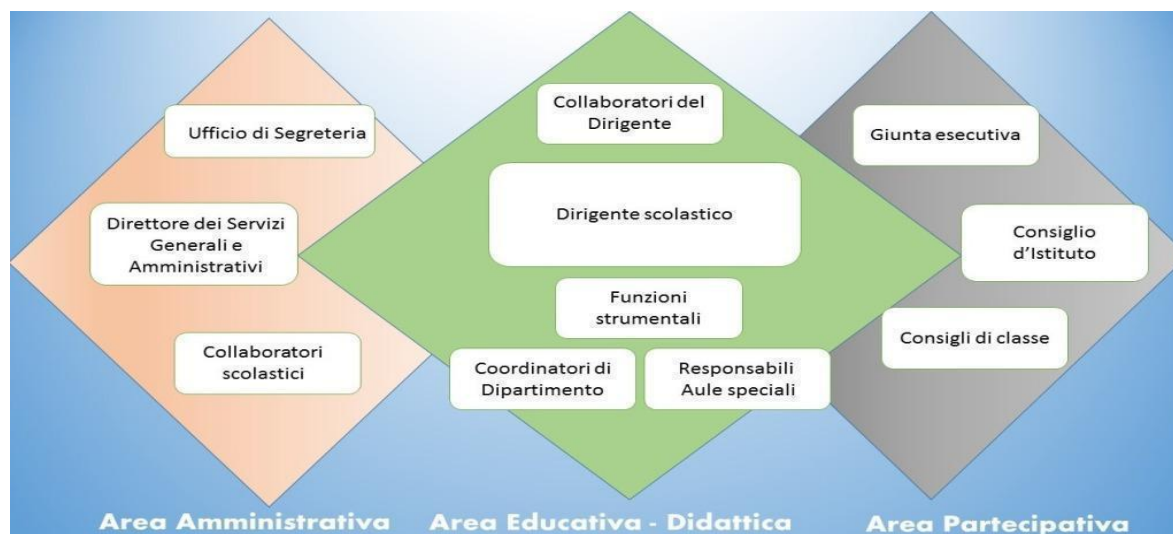 Ufficio di Segreteria
Direttore dei Servizi
Generali e
Amministrativi
Collaboratori
scolastici
Collaboratori del
Dirigente
Dirigente scolastico
Funzioni
strumentali
Coordinatori di
Dipartimento
Responsabili
Aule speciali
Giunta esecutiva
Consiglio
d’Istituto
Consigli di classe
Area Amministrativa
Area Educativa - Didattica
Area Partecipativa